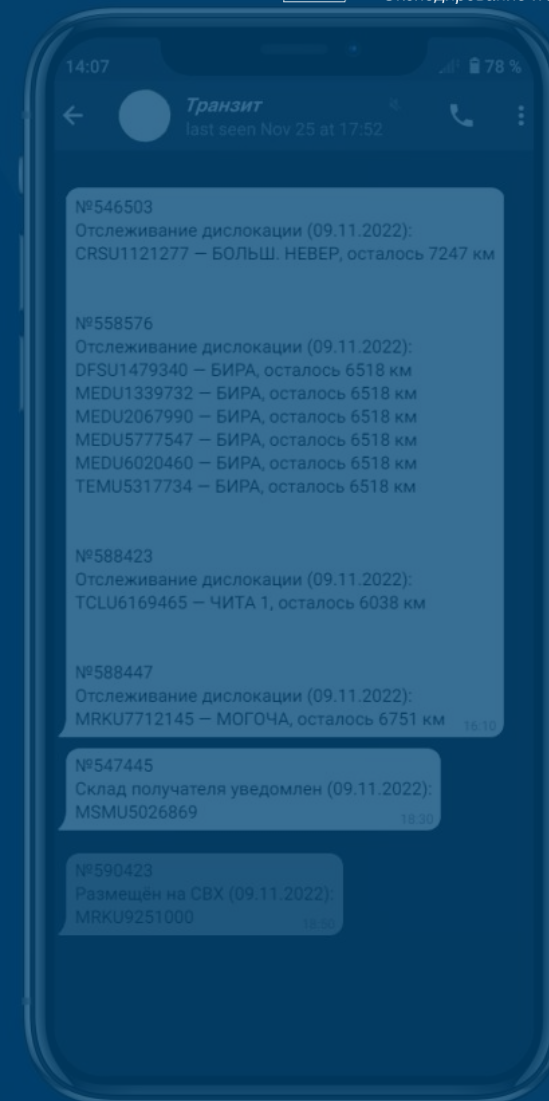 14:07
78 %
Транзит
last seen Nov 25 at 17:52
№546503
Отслеживание дислокации (09.11.2022):
CRSU1121277 — БОЛЬШ. НЕВЕР, осталось 7247 км
№558576
Отслеживание дислокации (09.11.2022):
DFSU1479340 — БИРА, осталось 6518 км
MEDU1339732 — БИРА, осталось 6518 км
MEDU2067990 — БИРА, осталось 6518 км
MEDU5777547 — БИРА, осталось 6518 км
MEDU6020460 — БИРА, осталось 6518 км
TEMU5317734 — БИРА, осталось 6518 км
№588423
Отслеживание дислокации (09.11.2022):
TCLU6169465 — ЧИТА 1, осталось 6038 км
№588447
Отслеживание дислокации (09.11.2022):
MRKU7712145 — МОГОЧА, осталось 6751 км
16:10
№547445
Склад получателя уведомлен (09.11.2022):
MSMU5026869
18:30
№590423
Размещён на СВХ (09.11.2022):
MRKU9251000
18:50